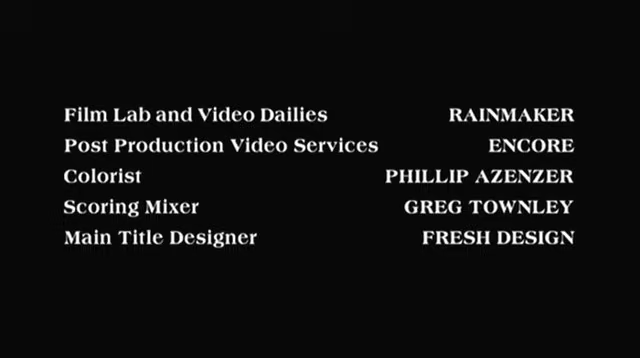 Film Lab and Video Dailies RAINMAKER
Post Production Video Services ENCORE
Colorist PHILLIP AZENZER
Scoring Mixer GREG TOWNLEY
Main Title Designer FRESH DESIGN